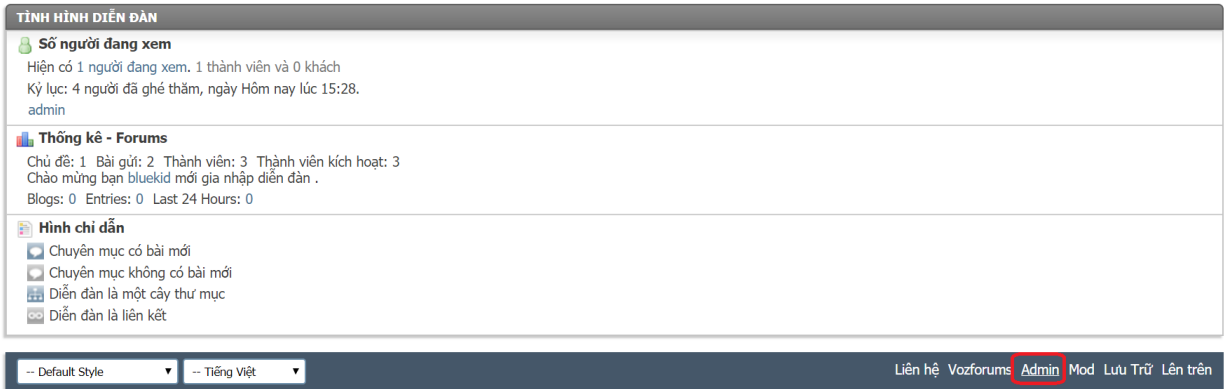 TÌNH HÌNH DIỄN ĐÀN
Số người đang xem
Hiện có 1 người đang xem. 1 thành viên và 0 khách
Kỷ lục: 4 người đã ghé thăm, ngày Hôm nay lúc 15:28.
admin
Thống kê - Forums
Chủ đề: 1 Bài gửi: 2 Thành viên: 3 Thành viên kích hoạt: 3
Chào mừng bạn bluekid mới gia nhập diễn đàn .
Blogs: 0 Entries: 0 Last 24 Hours: 0
Hình chỉ dẫn
Chuyên mục có bài mới
Chuyên mục không có bài mới
Diễn đàn là một cây thư mục
Diễn đàn là liên kết
-- Default Style -- Tiếng Việt Liên hệ Vozforums Admin Mod Lưu Trữ Lên trên